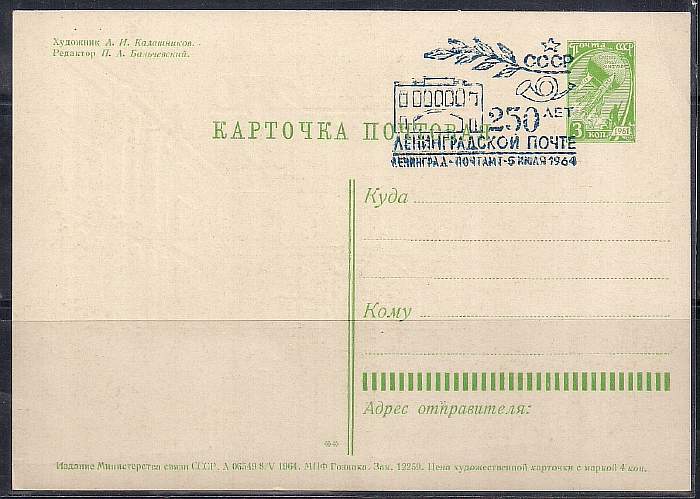 Художник А. И. Калашников.
Редактор П. А. Бальчевский.
СССР
Почта СССР
250 ЛЕТ
ЛЕНИНГРАДСКОЙ ПОЧТЕ
ЛЕНИНГРАД-ПОЧТАМТ-5 ИЮЛЯ 1964
3 КОП. 1961
КАРТОЧКА ПОЧТОВАЯ
Куда
Кому
Адрес отправителя:
Издание Министерства связи СССР. А 06549 8/V 1964. МПФ Гознака. Зак. 12259. Цена художественной карточки с маркой 4 коп.